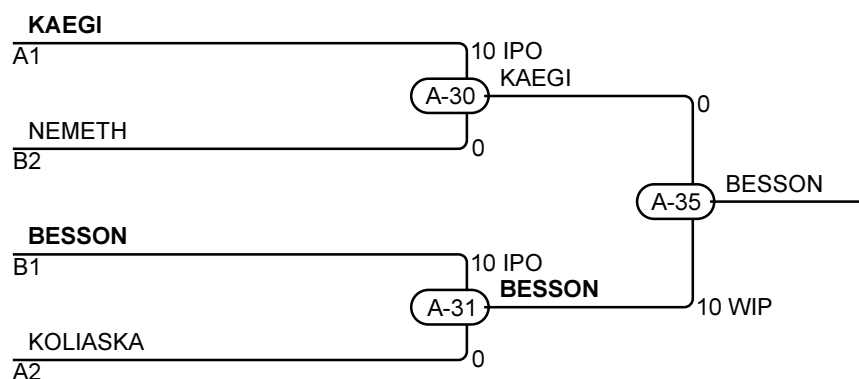 KAEGI
A1
10 IPO
A-30
KAEGI
NEMETH
B2
0
0
A-35
BESSON
BESSON
B1
10 IPO
A-31
BESSON
10 WIP
KOLIASKA
A2
0